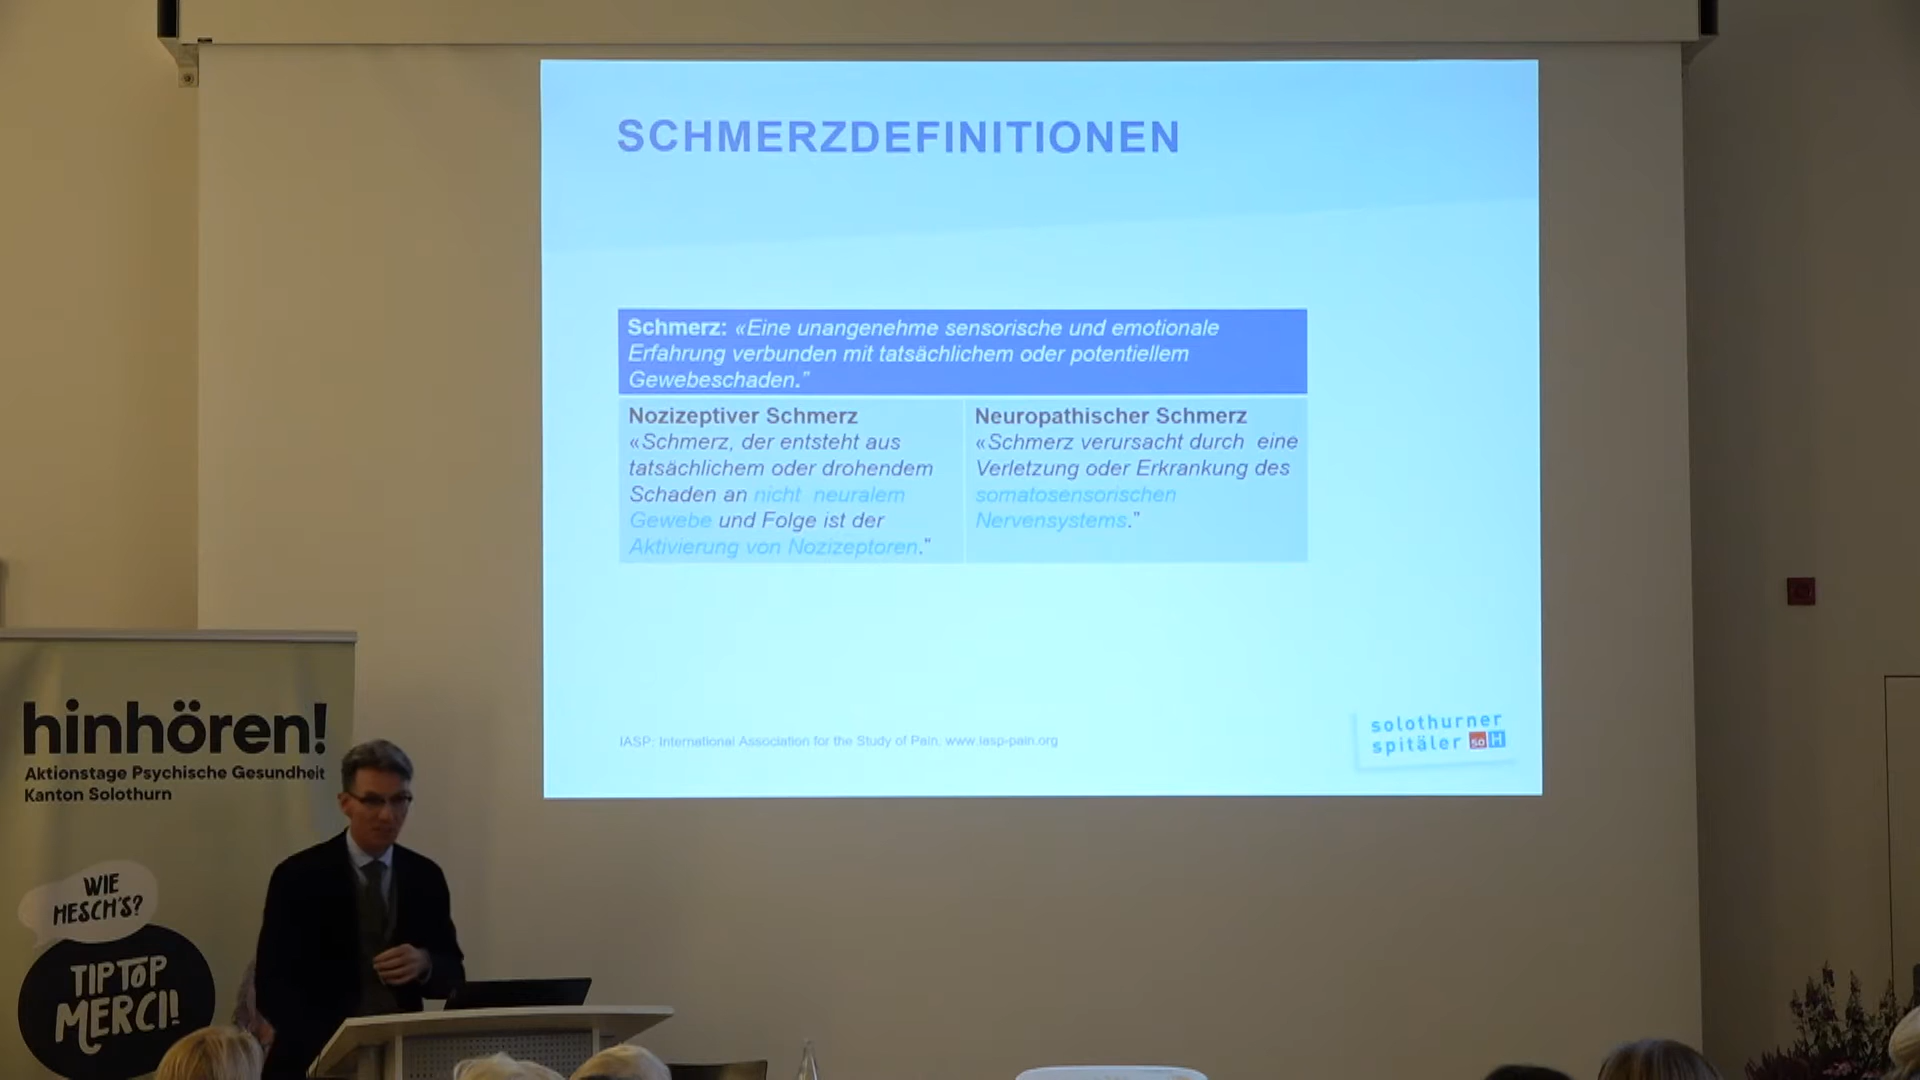 SCHMERZDEFINITIONEN
Schmerz: «Eine unangenehme sensorische und emotionale
Erfahrung verbunden mit tatsächlichem oder potentiellem
Gewebeschaden.”
Nozizeptiver Schmerz
«Schmerz, der entsteht aus
tatsächlichem oder drohendem
Schaden an nicht neuralem
Gewebe und Folge ist der
Aktivierung von Nozizeptoren."
Neuropathischer Schmerz
«Schmerz verursacht durch eine
Verletzung oder Erkrankung des
somatosensorischen
Nervensystems.”
IASP: International Association for the Study of Pain, www.iasp-pain.org
solothurner
spitäler so H
hinhören!
Aktionstage Psychische Gesundheit
Kanton Solothurn
WIE
HESCH'S?
TIP TOP
MERCI!